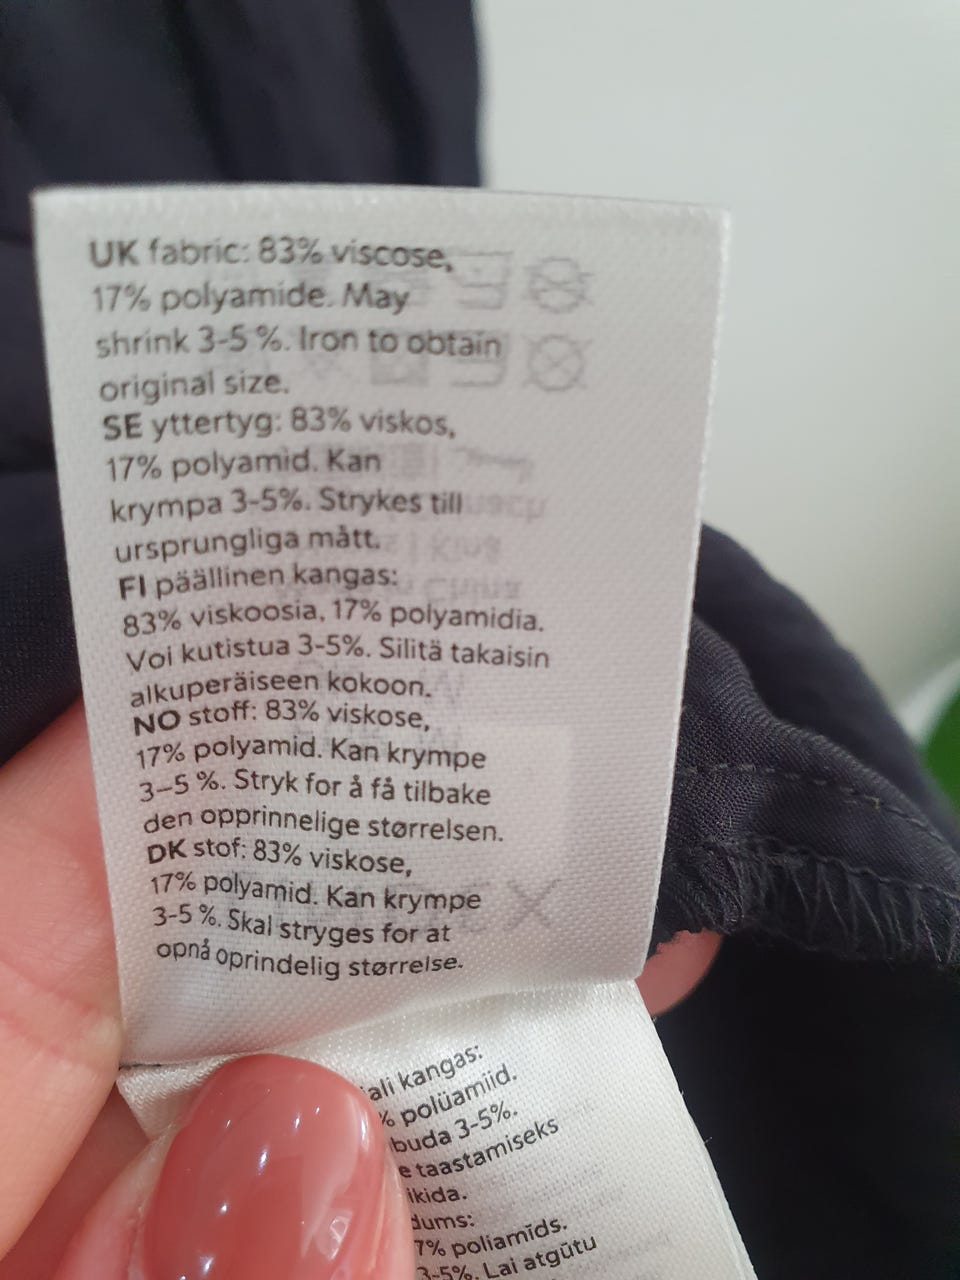 UK fabric: 83% viscose,
17% polyamide. May
shrink 3-5 %. Iron to obtain
original size.
SE yttertyg: 83% viskos,
17% polyamid. Kan
krympa 3-5%. Strykes till
ursprungliga mått.
FI päällinen kangas:
83% viskoosia, 17% polyamidia.
Voi kutistua 3-5%. Silitä takaisin
alkuperäiseen kokoon.
NO stoff: 83% viskose,
17% polyamid. Kan krympe
3–5 %. Stryk for å få tilbake
den opprinnelige størrelsen.
DK stof: 83% viskose,
17% polyamid. Kan krympe
3-5 %. Skal stryges for at
opnå oprindelig størrelse.
kangas:
% polüamiid.
3-5%.
taastamiseks
7% poliamīds.
3-5%. Lai atgūtu